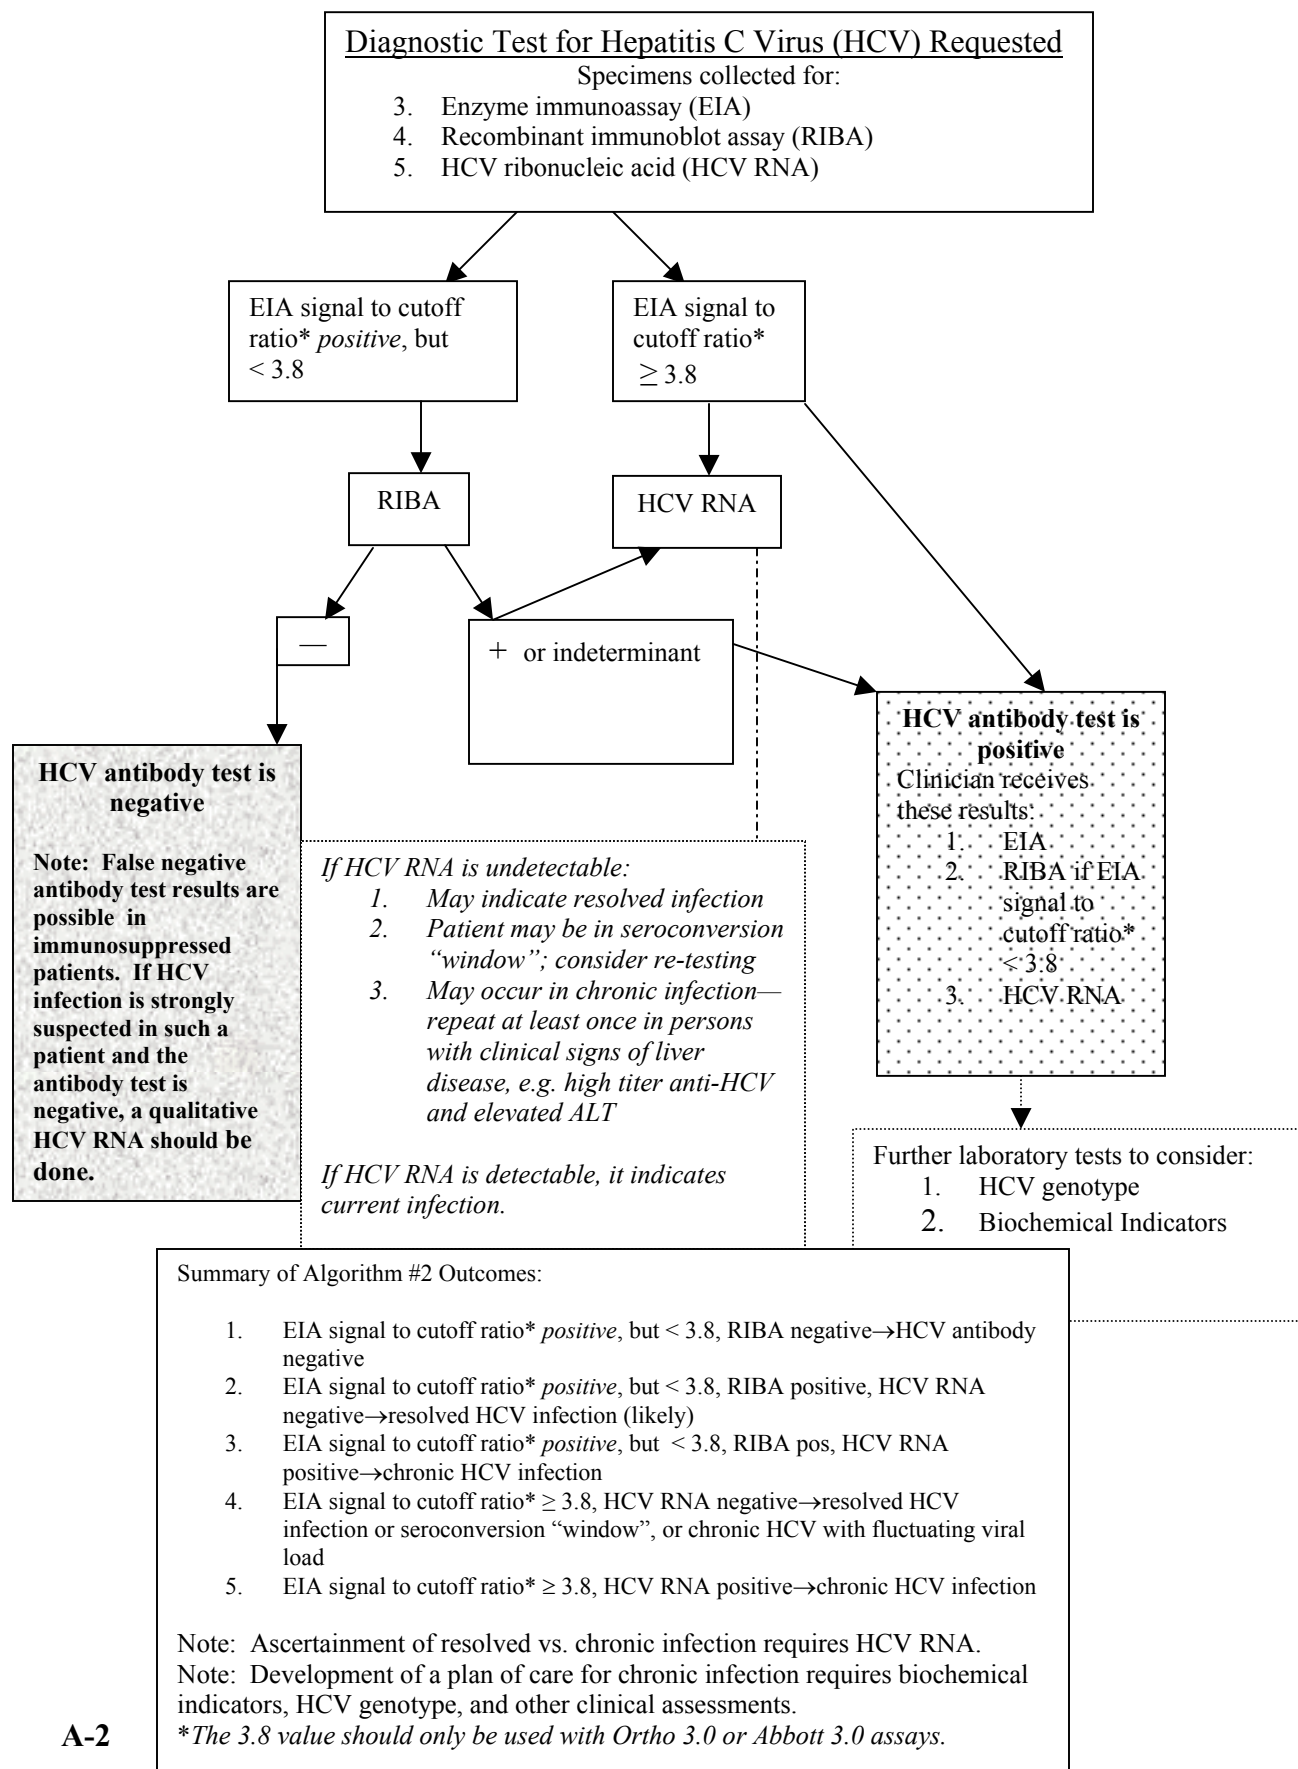 Diagnostic Test for Hepatitis C Virus (HCV) Requested
Specimens collected for:
3. Enzyme immunoassay (EIA)
4. Recombinant immunoblot assay (RIBA)
5. HCV ribonucleic acid (HCV RNA)
EIA signal to cutoff
ratio* positive, but
< 3.8
EIA signal to
cutoff ratio*
≥ 3.8
RIBA
HCV RNA
—
+ or indeterminant
HCV antibody test is
negative
Note: False negative
antibody test results are
possible in
immunosuppressed
patients. If HCV
infection is strongly
suspected in such a
patient and the
antibody test is
negative, a qualitative
HCV RNA should be
done.
If HCV RNA is undetectable:
1. May indicate resolved infection
2. Patient may be in seroconversion
“window”; consider re-testing
3. May occur in chronic infection—
repeat at least once in persons
with clinical signs of liver
disease, e.g. high titer anti-HCV
and elevated ALT
If HCV RNA is detectable, it indicates
current infection.
HCV antibody test is
positive
Clinician receives
these results:
1. EIA
2. RIBA if EIA
signal to
cutoff ratio*
< 3.8
3. HCV RNA
Further laboratory tests to consider:
1. HCV genotype
2. Biochemical Indicators
Summary of Algorithm #2 Outcomes:
1. EIA signal to cutoff ratio* positive, but < 3.8, RIBA negative→HCV antibody
negative
2. EIA signal to cutoff ratio* positive, but < 3.8, RIBA positive, HCV RNA
negative→resolved HCV infection (likely)
3. EIA signal to cutoff ratio* positive, but < 3.8, RIBA pos, HCV RNA
positive→chronic HCV infection
4. EIA signal to cutoff ratio* ≥ 3.8, HCV RNA negative→resolved HCV
infection or seroconversion “window”, or chronic HCV with fluctuating viral
load
5. EIA signal to cutoff ratio* ≥ 3.8, HCV RNA positive→chronic HCV infection
Note: Ascertainment of resolved vs. chronic infection requires HCV RNA.
Note: Development of a plan of care for chronic infection requires biochemical
indicators, HCV genotype, and other clinical assessments.
*The 3.8 value should only be used with Ortho 3.0 or Abbott 3.0 assays.
A-2